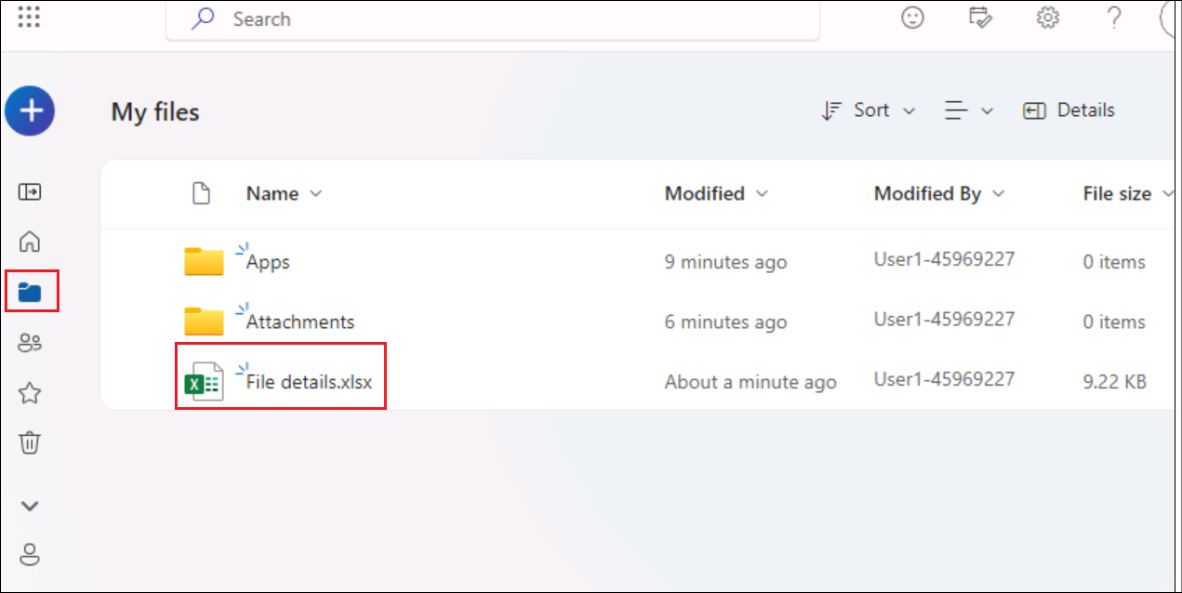 Search
My files
Sort
Details
Name
Modified
Modified By
File size
Apps
9 minutes ago
User1-45969227
0 items
Attachments
6 minutes ago
User1-45969227
0 items
File details.xlsx
About a minute ago
User1-45969227
9.22 KB